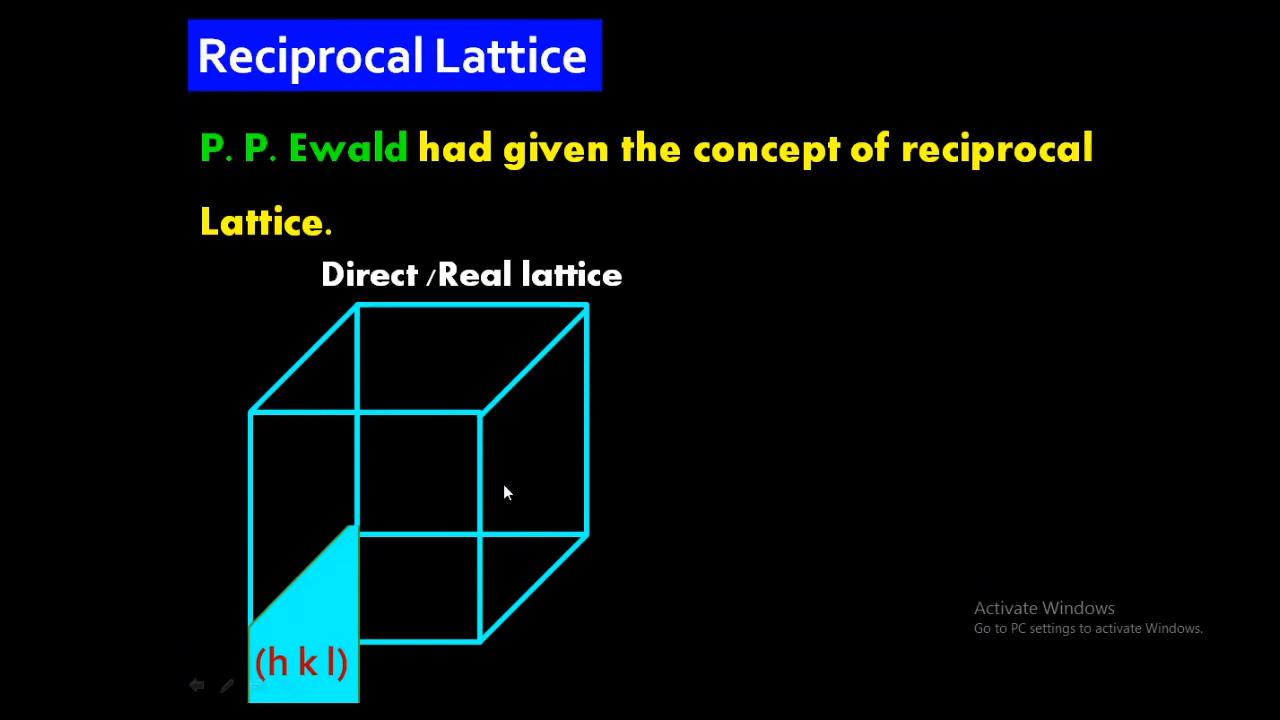 Reciprocal Lattice
P. P. Ewald had given the concept of reciprocal
Lattice.
Direct /Real lattice
(h k l)
Activate Windows
Go to PC settings to activate Windows.